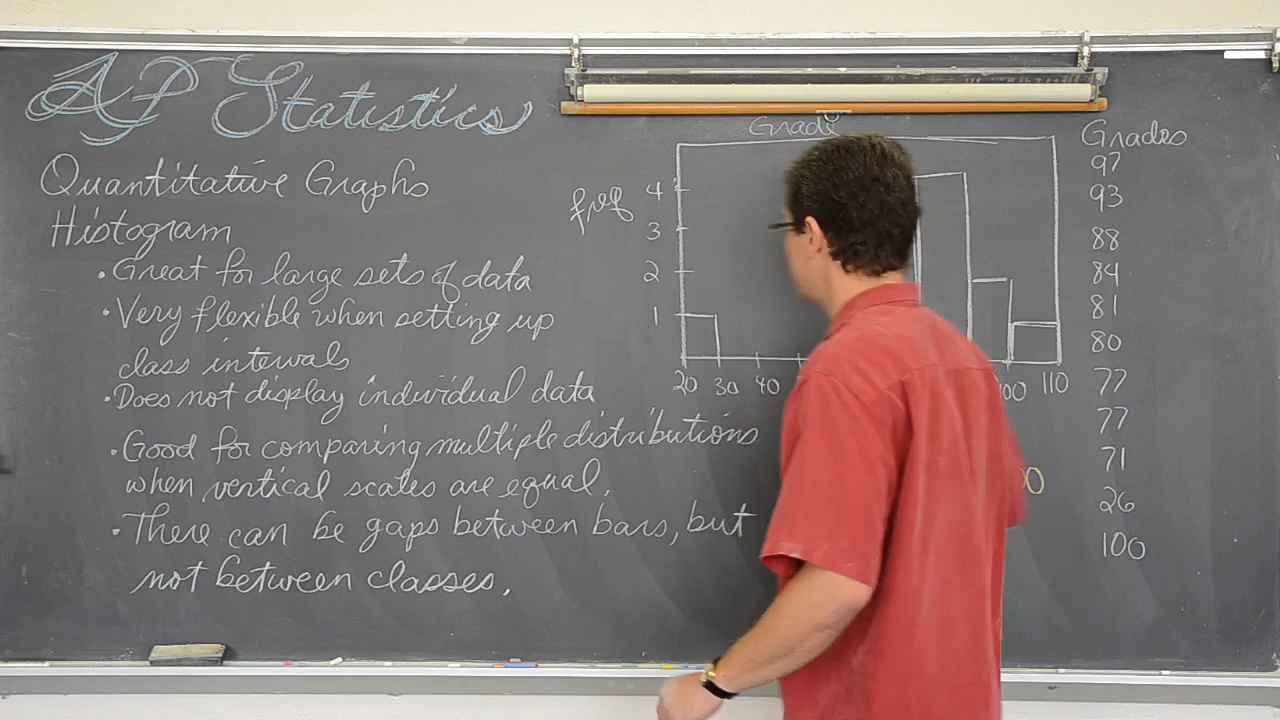 AP Statistics
Quantitative Graphs
Histogram
• Great for large sets of data
• Very flexible when setting up
class intervals
• Does not display individual data
• Good for comparing multiple distributions
when vertical scales are equal.
• There can be gaps between bars, but
not between classes.
Grade
freq
4
3
2
1
20 30 40 00 110
00
Grades
97
93
88
84
81
80
77
77
71
26
100